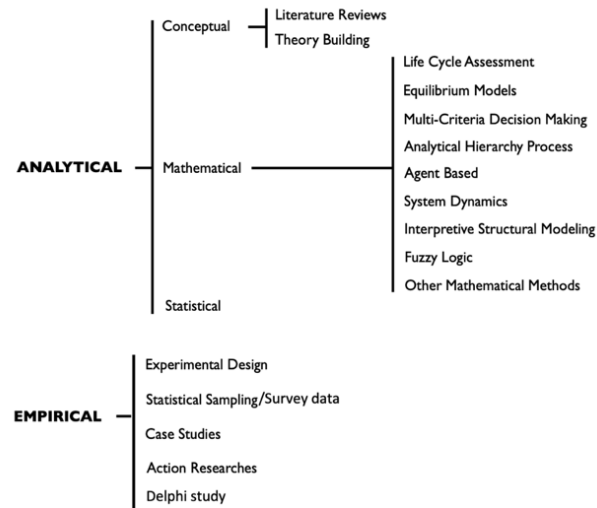 Conceptual
Literature Reviews
Theory Building
ANALYTICAL
Mathematical
Life Cycle Assessment
Equilibrium Models
Multi-Criteria Decision Making
Analytical Hierarchy Process
Agent Based
System Dynamics
Interpretive Structural Modeling
Fuzzy Logic
Other Mathematical Methods
Statistical
EMPIRICAL
Experimental Design
Statistical Sampling/Survey data
Case Studies
Action Researches
Delphi study